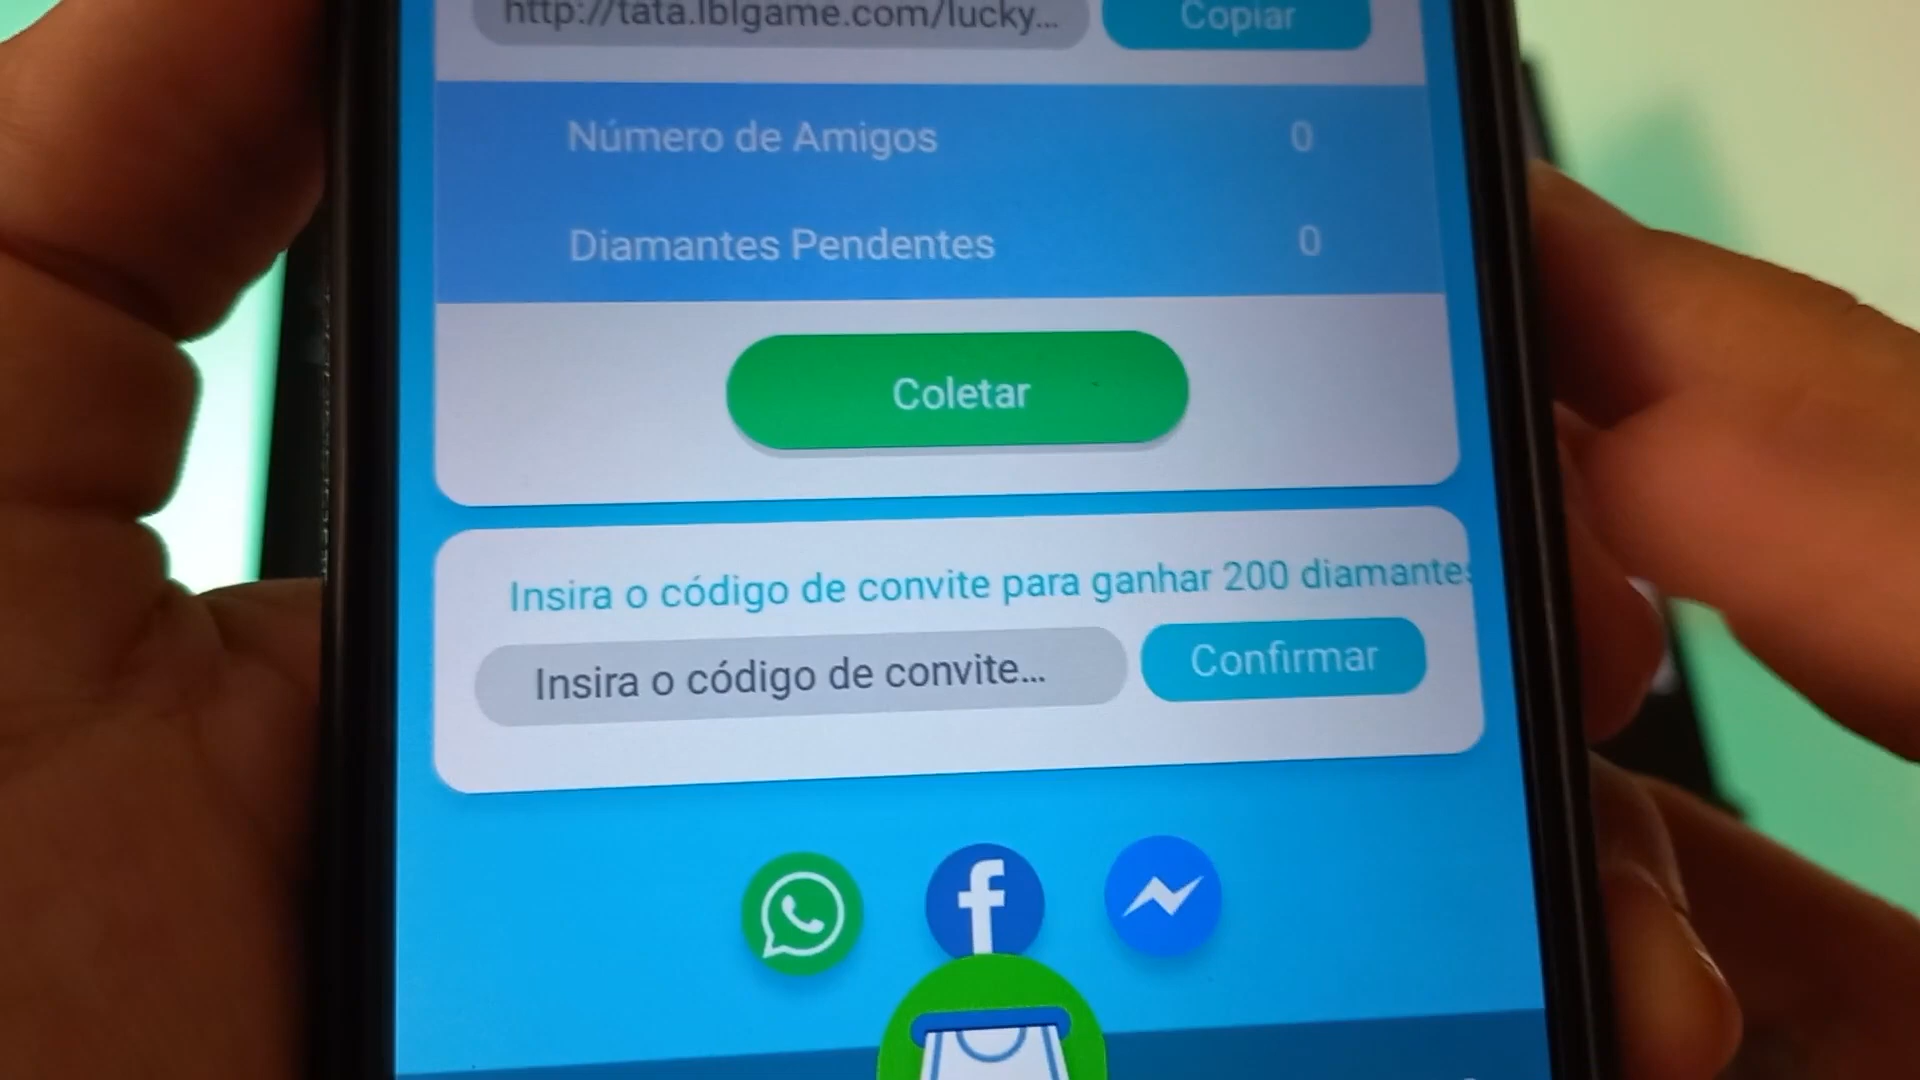 http://tata.lblgame.com/lucky...
Copiar
Número de Amigos 0
Diamantes Pendentes 0
Coletar
Insira o código de convite para ganhar 200 diamantes
Insira o código de convite...
Confirmar